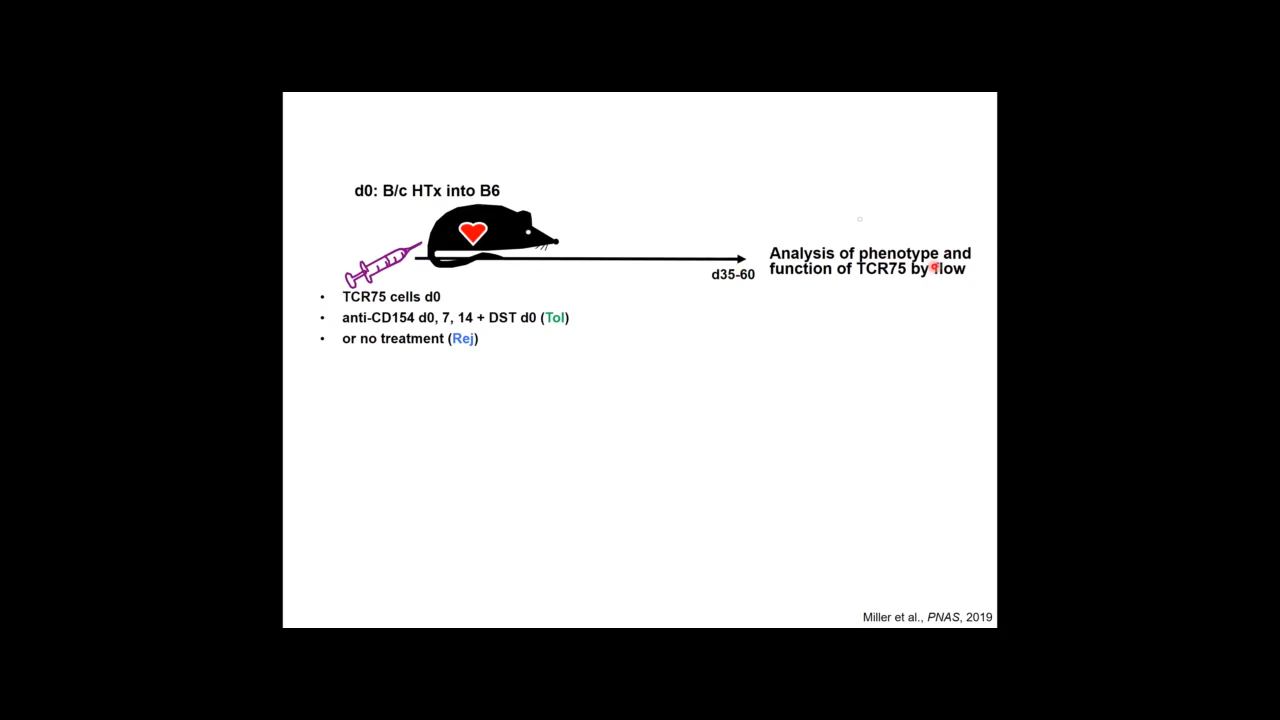 d0: B/c HTx into B6
Analysis of phenotype and
function of TCR75 by flow
d35-60
• TCR75 cells d0
• anti-CD154 d0, 7, 14 + DST d0 (Tol)
• or no treatment (Rej)
Miller et al., PNAS, 2019